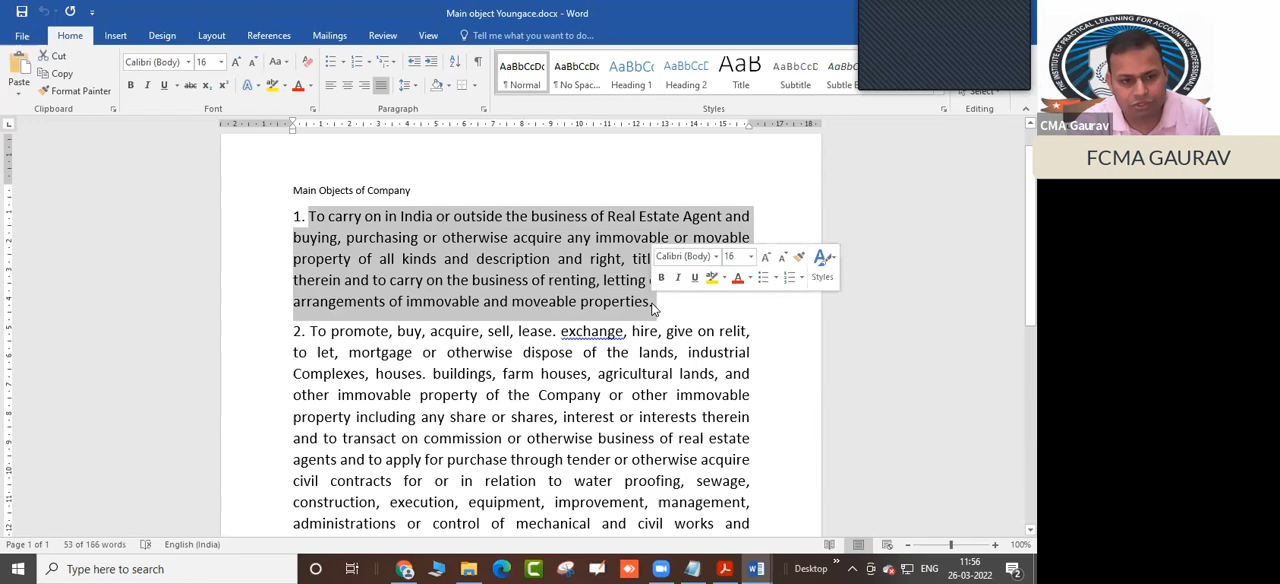 Main object Youngace.docx - Word
File Home Insert Design Layout References Mailings Review View Tell me what you want to do...
Paste
Cut
Copy
Format Painter
Clipboard
Calibri (Body) 16
Font
Paragraph
AaBbCcDc AaBbCcDc AaBbCc AaBbCcC AaB AaBbCcD
¶ Normal ¶ No Spac... Heading 1 Heading 2 Title Subtitle Subtle E
Styles
Select
Editing
CMA Gaurav
FCMA GAURAV
Main Objects of Company
1. To carry on in India or outside the business of Real Estate Agent and
buying, purchasing or otherwise acquire any immovable or movable
property of all kinds and description and right,
therein and to carry on the business of renting, letting
arrangements of immovable and moveable properties.
Calibri (Body) 16
Styles
2. To promote, buy, acquire, sell, lease. exchange, hire, give on relit,
to let, mortgage or otherwise dispose of the lands, industrial
Complexes, houses. buildings, farm houses, agricultural lands, and
other immovable property of the Company or other immovable
property including any share or shares, interest or interests therein
and to transact on commission or otherwise business of real estate
agents and to apply for purchase through tender or otherwise acquire
civil contracts for or in relation to water proofing, sewage,
construction, execution, equipment, improvement, management,
administrations or control of mechanical and civil works and
Page 1 of 1 53 of 166 words English (India) 100%
Type here to search
Desktop ENG
11:56
26-03-2022